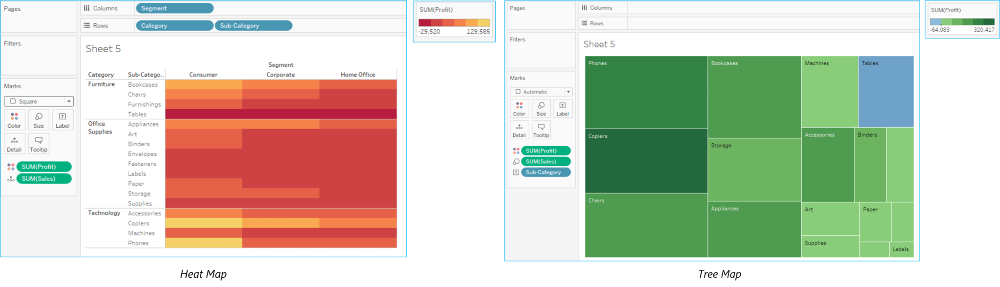 Pages
Columns
Segment
Rows
Category
Sub-Category
Filters
Marks
Square
Color
Size
Label
Detail
Tooltip
SUM(Profit)
SUM(Sales)
Sheet 5
Segment
Category Sub-Catego.. Consumer Corporate Home Office
Furniture Bookcases
Chairs
Furnishings
Tables
Office Supplies Appliances
Art
Binders
Envelopes
Fasteners
Labels
Paper
Storage
Supplies
Technology Accessories
Copiers
Machines
Phones
SUM(Profit)
-29,520 129,585
Heat Map
Pages
Columns
Rows
Filters
Marks
Automatic
Color
Size
Label
Detail
Tooltip
SUM(Profit)
SUM(Sales)
Sub-Category
Sheet 5
Phones
Bookcases
Machines
Tables
Copiers
Storage
Accessories
Binders
Chairs
Appliances
Art
Paper
Supplies
Labels
SUM(Profit)
-64,083 320,417
Tree Map